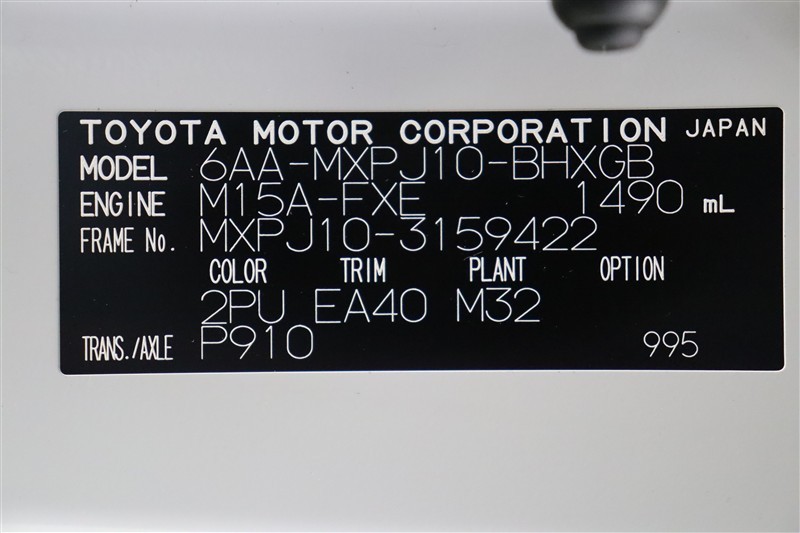 TOYOTA MOTOR CORPORATION JAPAN
MODEL 6AA-MXPJ10-BHXGB
ENGINE M15A-FXE 1490 mL
FRAME No. MXPJ10-3159422
COLOR TRIM PLANT OPTION
2PU EA40 M32
TRANS./AXLE P910 995